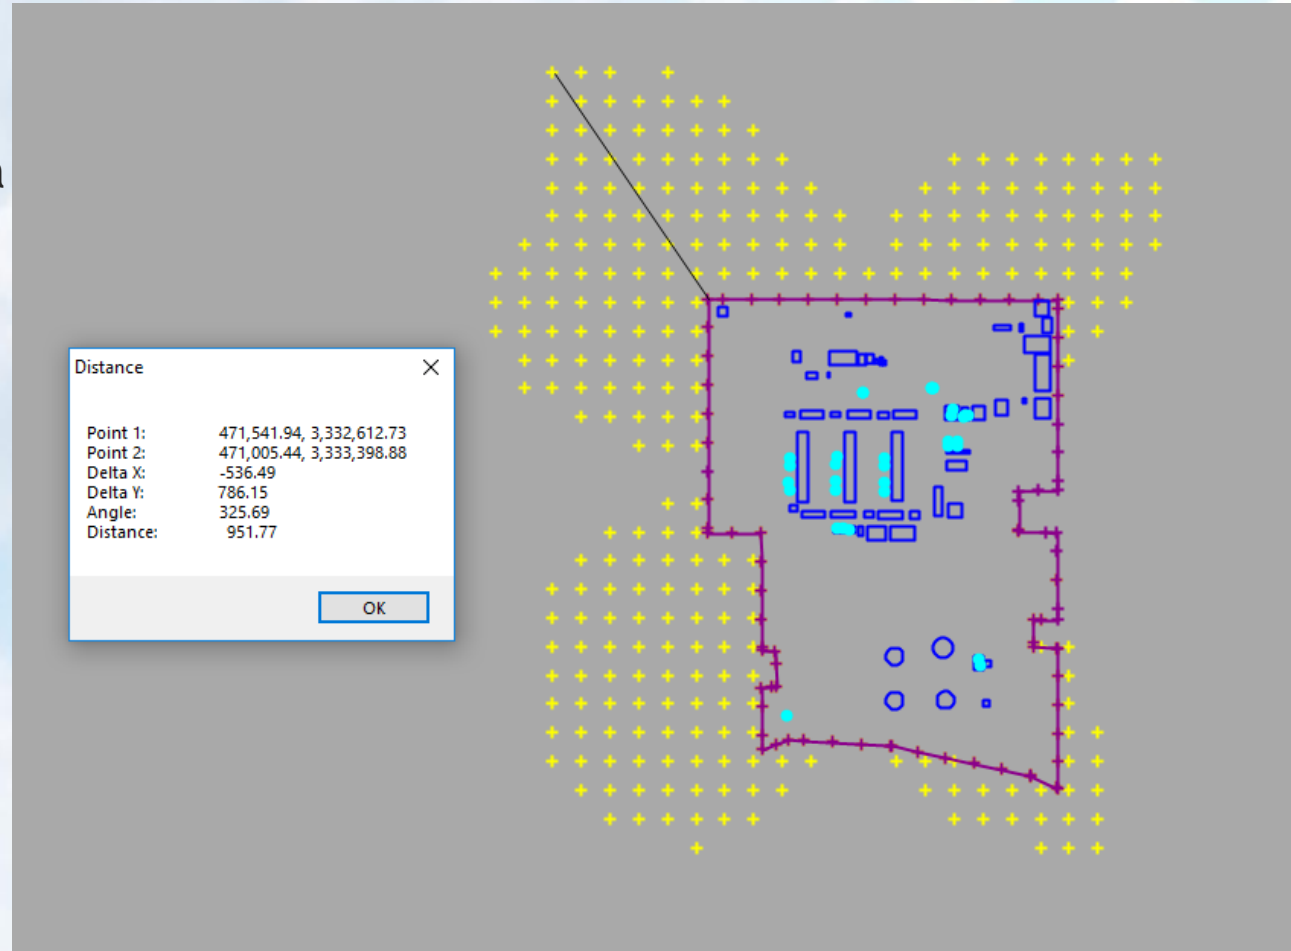 Distance
Point 1: 471,541.94, 3,332,612.73
Point 2: 471,005.44, 3,333,398.88
Delta X: -536.49
Delta Y: 786.15
Angle: 325.69
Distance: 951.77
OK